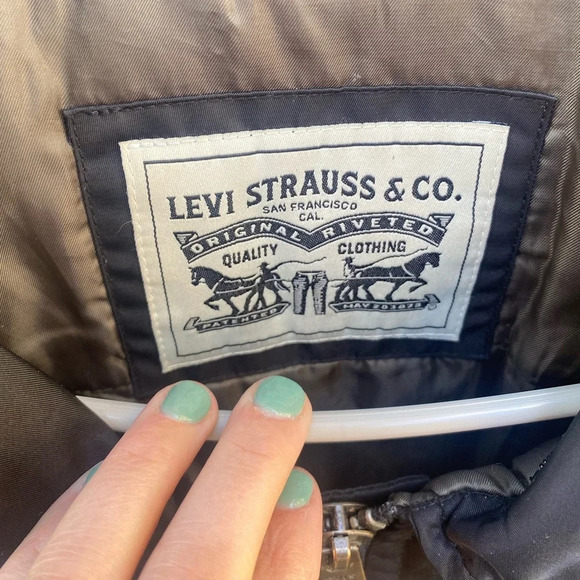 LEVI STRAUSS & CO.
SAN FRANCISCO
CAL.
ORIGINAL RIVETED
QUALITY CLOTHING
PATENTED MAY 20 1873